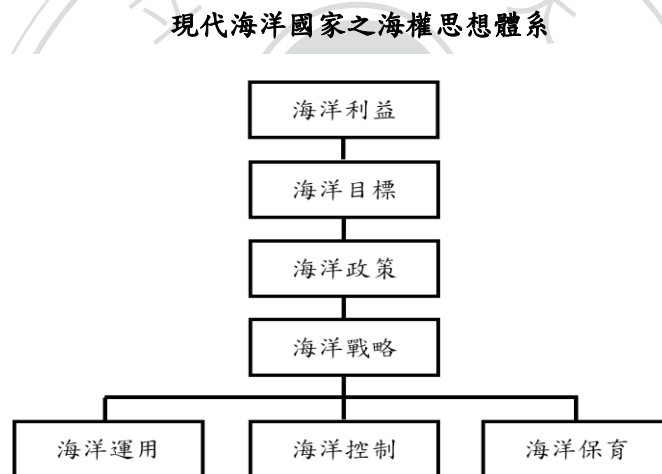 現代海洋國家之海權思想體系
海洋利益
海洋目標
海洋政策
海洋戰略
海洋運用
海洋控制
海洋保育